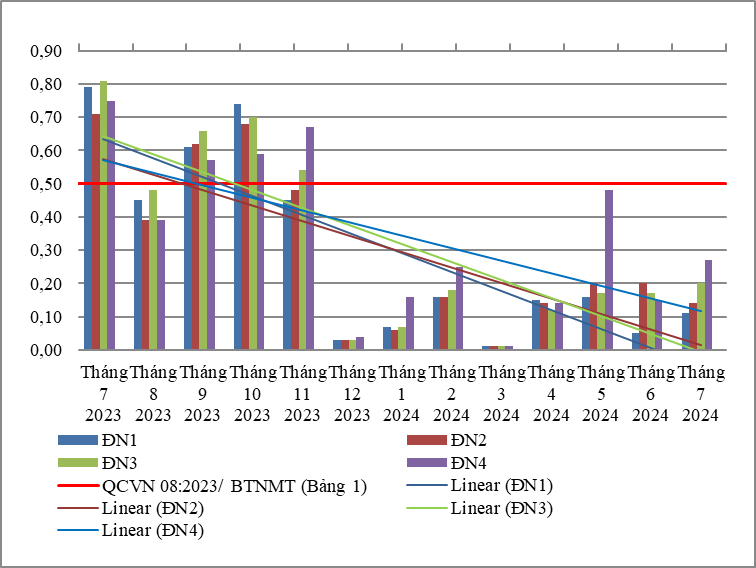 0,90
0,80
0,70
0,60
0,50
0,40
0,30
0,20
0,10
0,00
Tháng 7 2023
Tháng 8 2023
Tháng 9 2023
Tháng 10 2023
Tháng 11 2023
Tháng 12 2023
Tháng 1 2024
Tháng 2 2024
Tháng 3 2024
Tháng 4 2024
Tháng 5 2024
Tháng 6 2024
Tháng 7 2024
ĐN1
ĐN2
ĐN3
ĐN4
QCVN 08:2023/ BTNMT (Bảng 1)
Linear (ĐN1)
Linear (ĐN2)
Linear (ĐN3)
Linear (ĐN4)